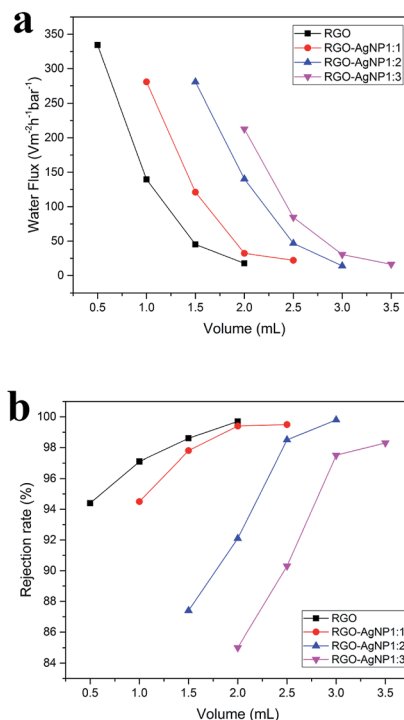 a
350
300
250
200
150
100
50
0
Water Flux (Vm⁻²h⁻¹bar⁻¹)
RGO
RGO-AgNP1:1
RGO-AgNP1:2
RGO-AgNP1:3
0.5 1.0 1.5 2.0 2.5 3.0 3.5
Volume (mL)
b
100
98
96
94
92
90
88
86
84
Rejection rate (%)
RGO
RGO-AgNP1:1
RGO-AgNP1:2
RGO-AgNP1:3
0.5 1.0 1.5 2.0 2.5 3.0 3.5
Volume (mL)